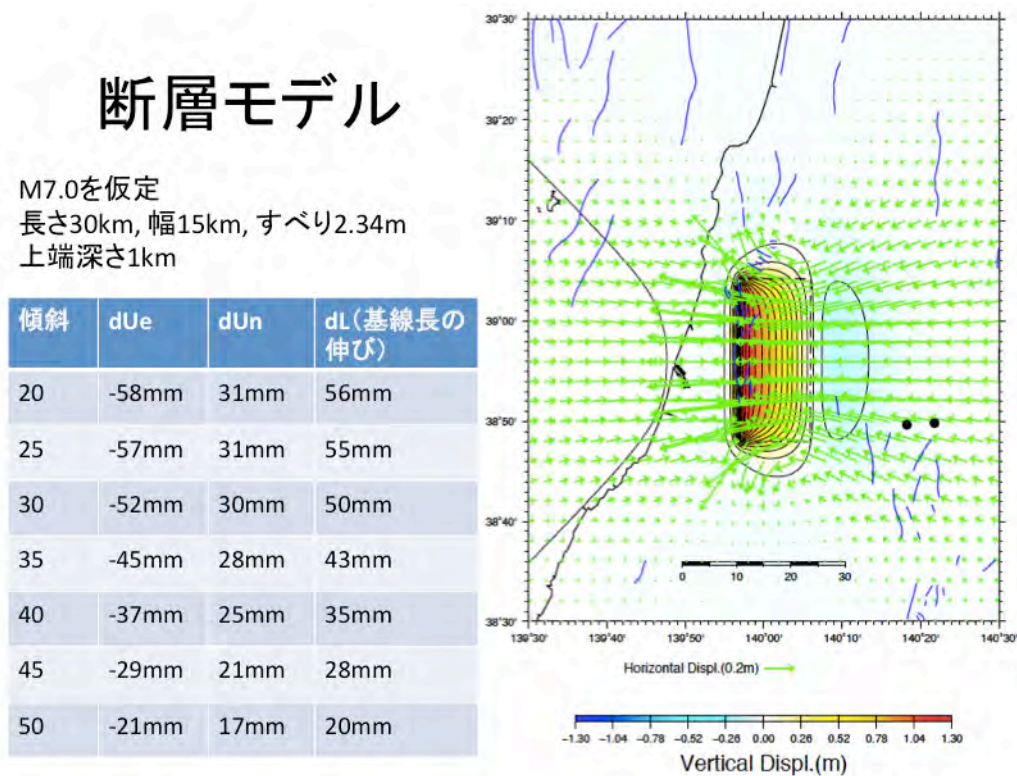 断層モデル
M7.0を仮定
長さ30km, 幅15km, すべり2.34m
上端深さ1km
傾斜 dUe dUn dL(基線長の
伸び)
20 -58mm 31mm 56mm
25 -57mm 31mm 55mm
30 -52mm 30mm 50mm
35 -45mm 28mm 43mm
40 -37mm 25mm 35mm
45 -29mm 21mm 28mm
50 -21mm 17mm 20mm
39°30'
39°20'
39°10'
39°00'
38°50'
38°40'
38°30'
0 10 20 30
139°30' 139°40' 139°50' 140°00' 140°10' 140°20' 140°30'
Horizontal Displ.(0.2m)
-1.30 -1.04 -0.78 -0.52 -0.26 0.00 0.26 0.52 0.78 1.04 1.30
Vertical Displ.(m)